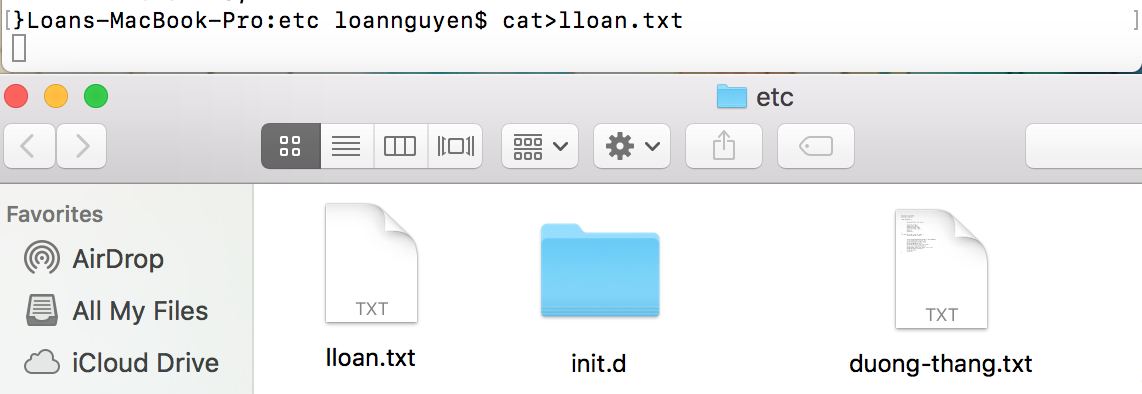 [}Loans-MacBook-Pro:etc loannguyen$ cat>lloan.txt ]
etc
Favorites
AirDrop
All My Files
iCloud Drive
TXT
TXT
lloan.txt
init.d
duong-thang.txt